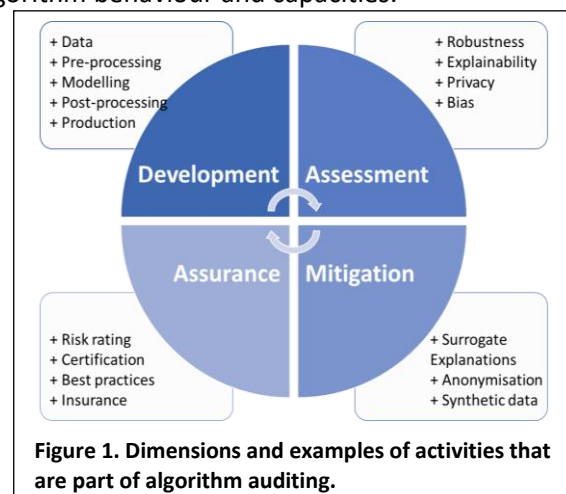 gorithm behaviour and capacities.
+ Data
+ Pre-processing
+ Modelling
+ Post-processing
+ Production
+ Robustness
+ Explainability
+ Privacy
+ Bias
Development
Assessment
Assurance
Mitigation
+ Risk rating
+ Certification
+ Best practices
+ Insurance
+ Surrogate
Explanations
+ Anonymisation
+ Synthetic data
Figure 1. Dimensions and examples of activities that
are part of algorithm auditing.